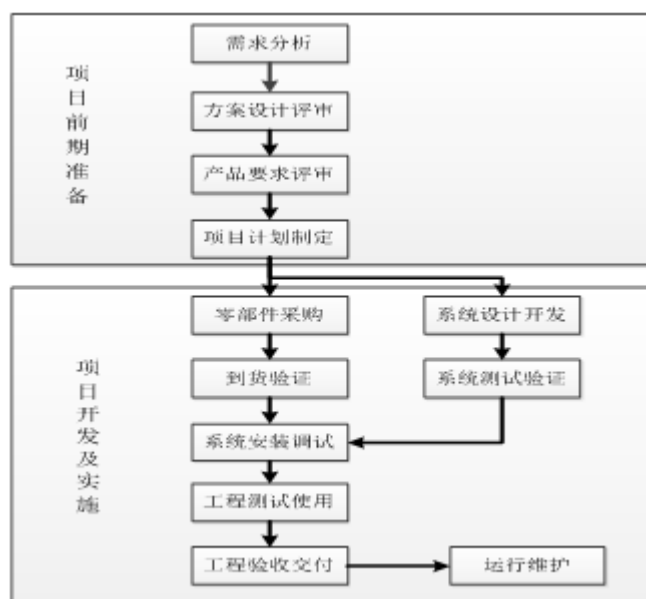 项目前期准备
需求分析
方案设计评审
产品要求评审
项目计划制定
项目开发及实施
零部件采购
系统设计开发
到货验证
系统测试验证
系统安装调试
工程测试使用
工程验收交付
运行维护